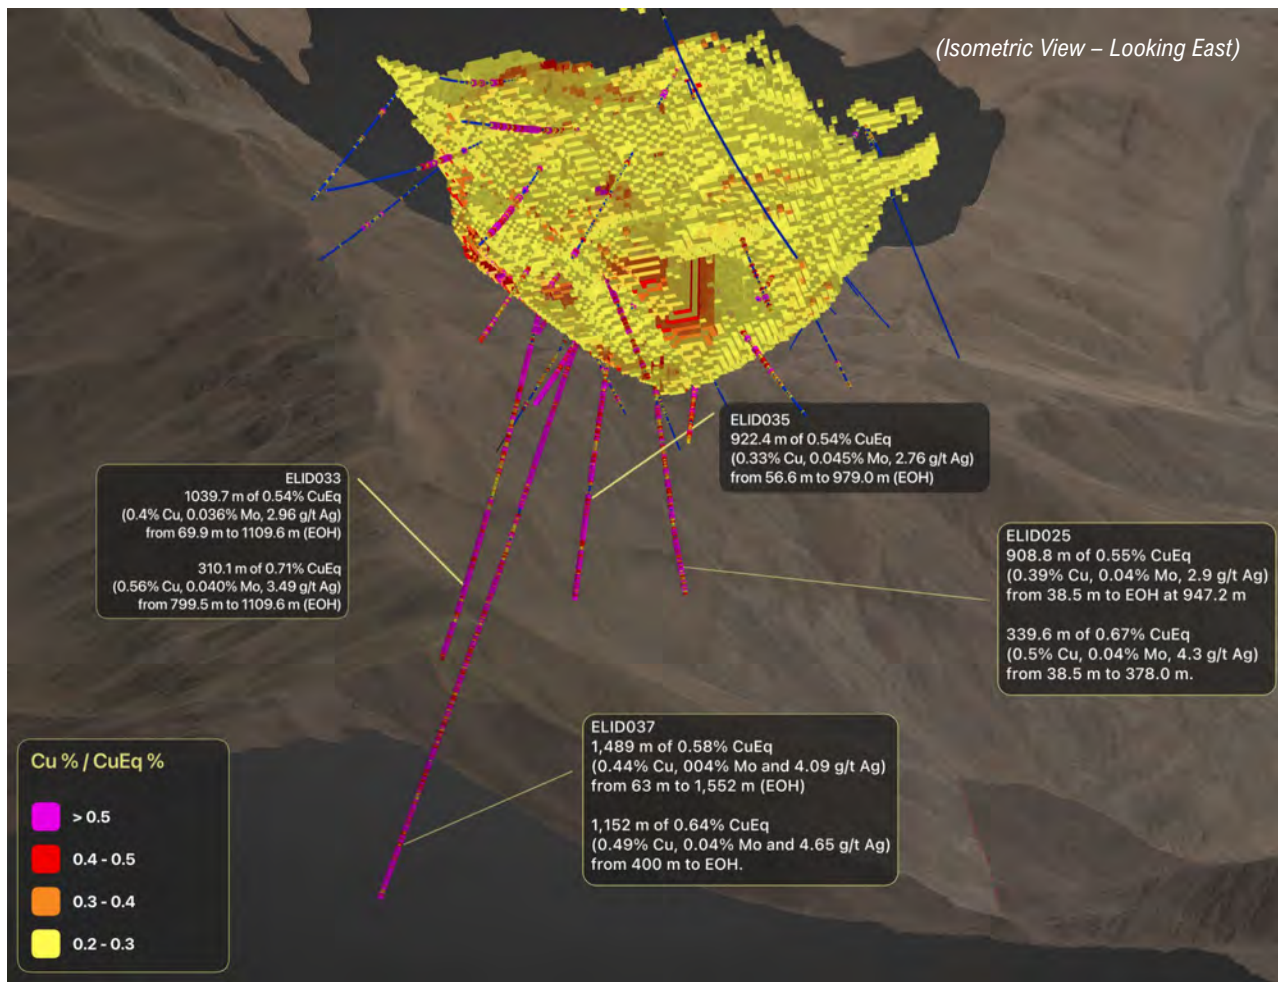 (Isometric View – Looking East)
ELID035
922.4 m of 0.54% CuEq
(0.33% Cu, 0.045% Mo, 2.76 g/t Ag)
from 56.6 m to 979.0 m (EOH)
ELID033
1039.7 m of 0.54% CuEq
(0.4% Cu, 0.036% Mo, 2.96 g/t Ag)
from 69.9 m to 1109.6 m (EOH)
310.1 m of 0.71% CuEq
(0.56% Cu, 0.040% Mo, 3.49 g/t Ag)
from 799.5 m to 1109.6 m (EOH)
ELID025
908.8 m of 0.55% CuEq
(0.39% Cu, 0.04% Mo, 2.9 g/t Ag)
from 38.5 m to EOH at 947.2 m
339.6 m of 0.67% CuEq
(0.5% Cu, 0.04% Mo, 4.3 g/t Ag)
from 38.5 m to 378.0 m.
ELID037
1,489 m of 0.58% CuEq
(0.44% Cu, 004% Mo and 4.09 g/t Ag)
from 63 m to 1,552 m (EOH)
1,152 m of 0.64% CuEq
(0.49% Cu, 0.04% Mo and 4.65 g/t Ag)
from 400 m to EOH.
Cu % / CuEq %
> 0.5
0.4 - 0.5
0.3 - 0.4
0.2 - 0.3